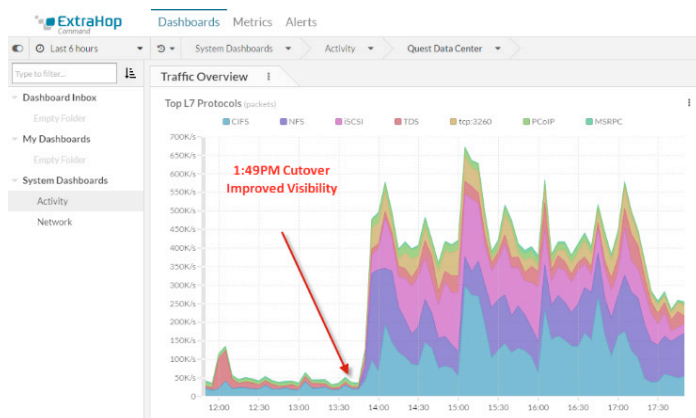 ExtraHop
Command
Dashboards Metrics Alerts
Last 6 hours
System Dashboards Activity Quest Data Center
Type to filter...
Traffic Overview
Dashboard Inbox
Empty Folder
My Dashboards
Empty Folder
System Dashboards
Activity
Network
Top L7 Protocols (packets)
CIFS NFS iSCSI TDS tcp:3260 PCoIP MSRPC
700K/s
650K/s
600K/s
550K/s
500K/s
450K/s
400K/s
350K/s
300K/s
250K/s
200K/s
150K/s
100K/s
50K/s
0
1:49PM Cutover
Improved Visibility
12:00 12:30 13:00 13:30 14:00 14:30 15:00 15:30 16:00 16:30 17:00 17:30